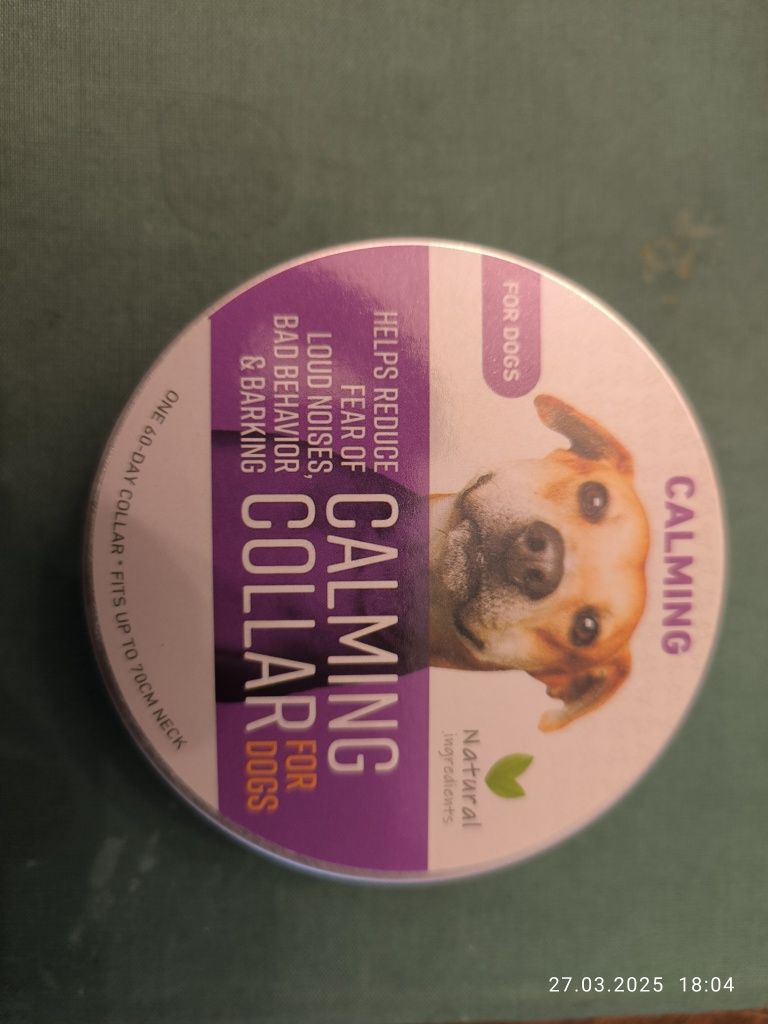 CALMING
FOR DOGS
Natural
ingredients
HELPS REDUCE
FEAR OF
LOUD NOISES,
BAD BEHAVIOR
& BARKING
CALMING
COLLAR
FOR
DOGS
ONE 60-DAY COLLAR * FITS UP TO 70CM NECK
27.03.2025 18:04